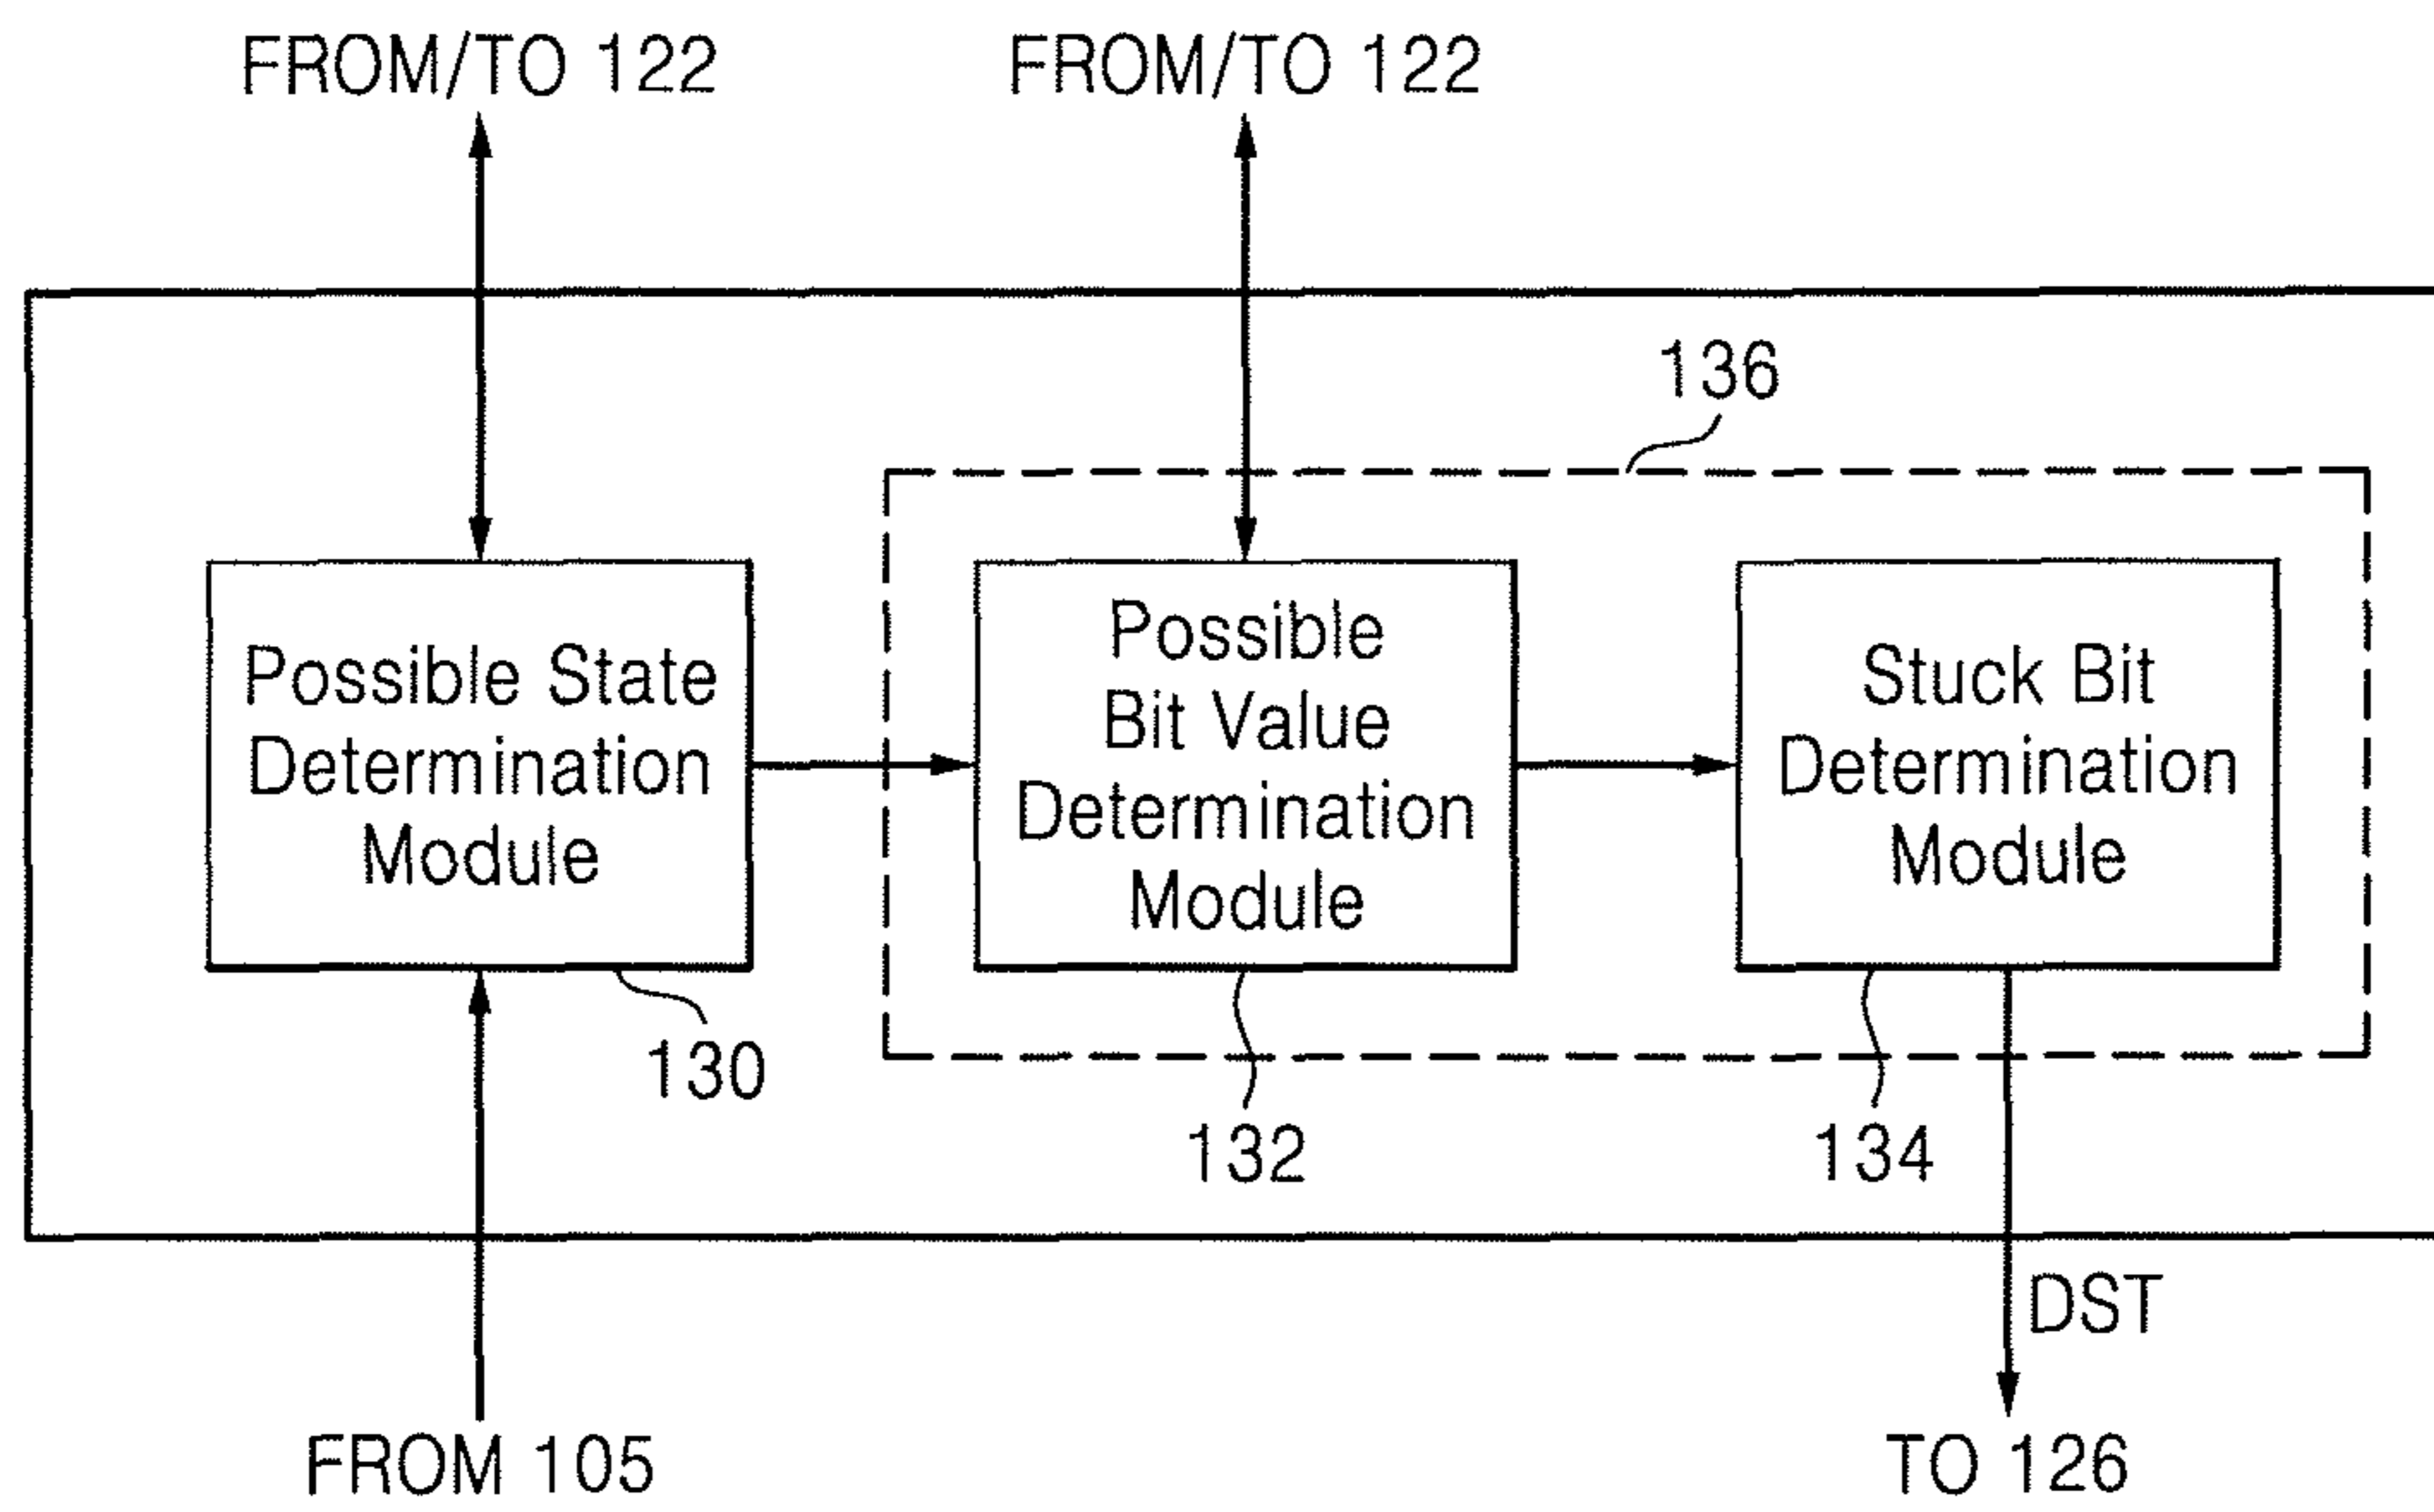 FROM/TO 122
FROM/TO 122
136
Possible State
Determination
Module
Possible
Bit Value
Determination
Module
Stuck Bit
Determination
Module
130
132
134
DST
FROM 105
TO 126